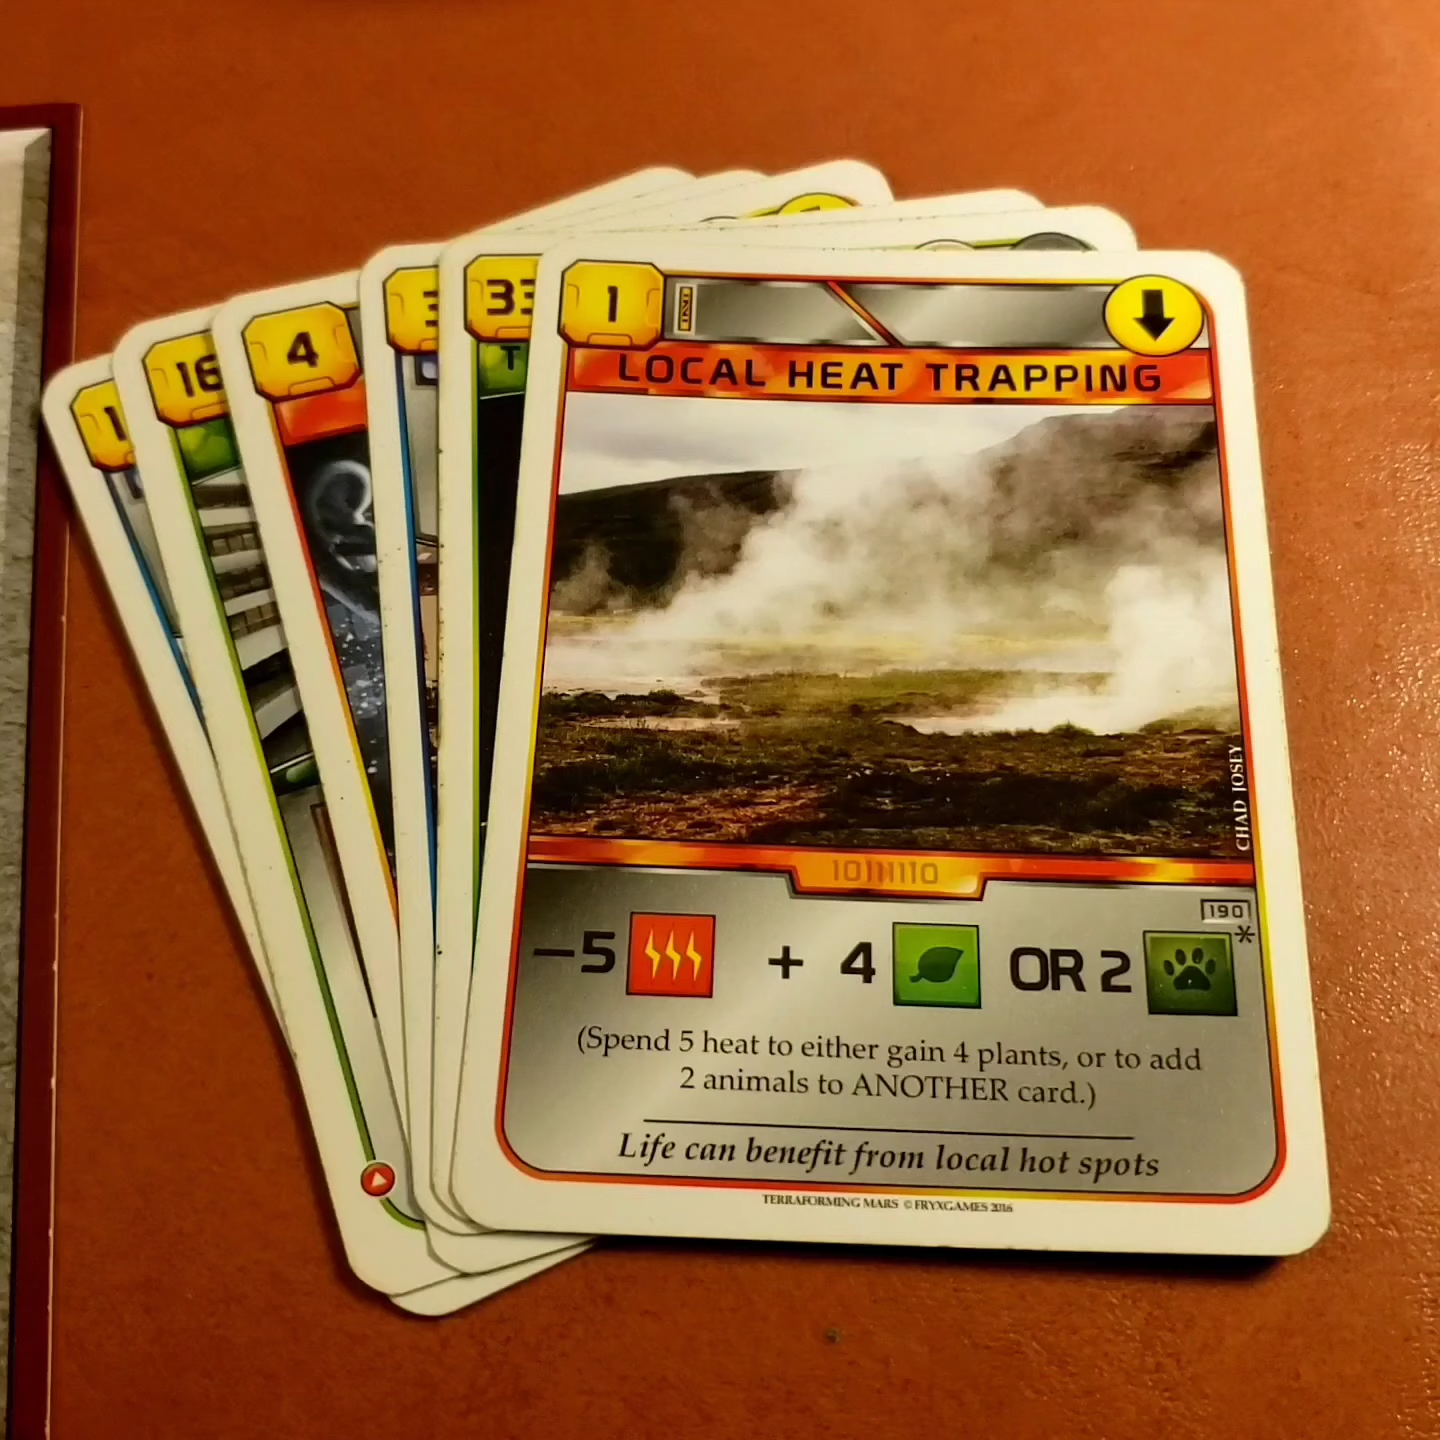 16
4
33
T
1
LOCAL HEAT TRAPPING
CHAD JOSEY
190
-5 + 4 OR 2 *
(Spend 5 heat to either gain 4 plants, or to add
2 animals to ANOTHER card.)
Life can benefit from local hot spots
TERRAFORMING MARS © FRYXGAMES 2016